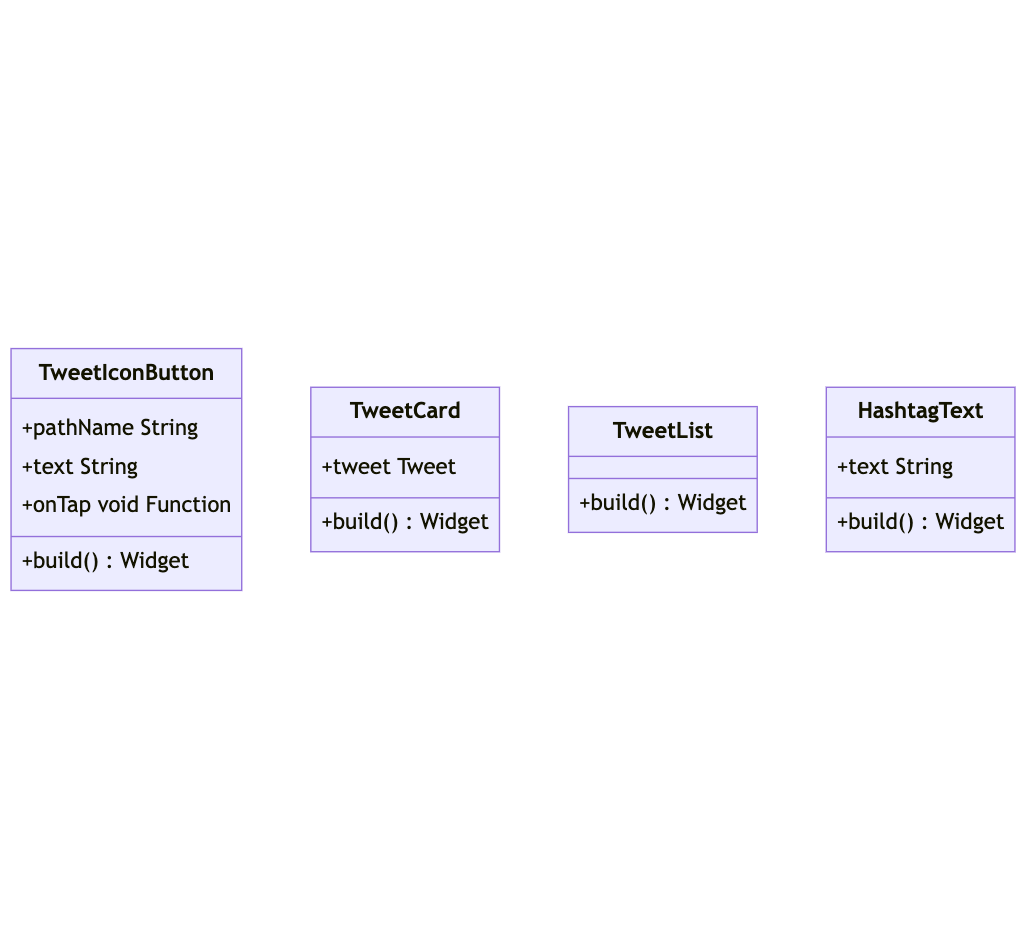 TweetIconButton
+pathName String
+text String
+onTap void Function
+build() : Widget
TweetCard
+tweet Tweet
+build() : Widget
TweetList
+build() : Widget
HashtagText
+text String
+build() : Widget